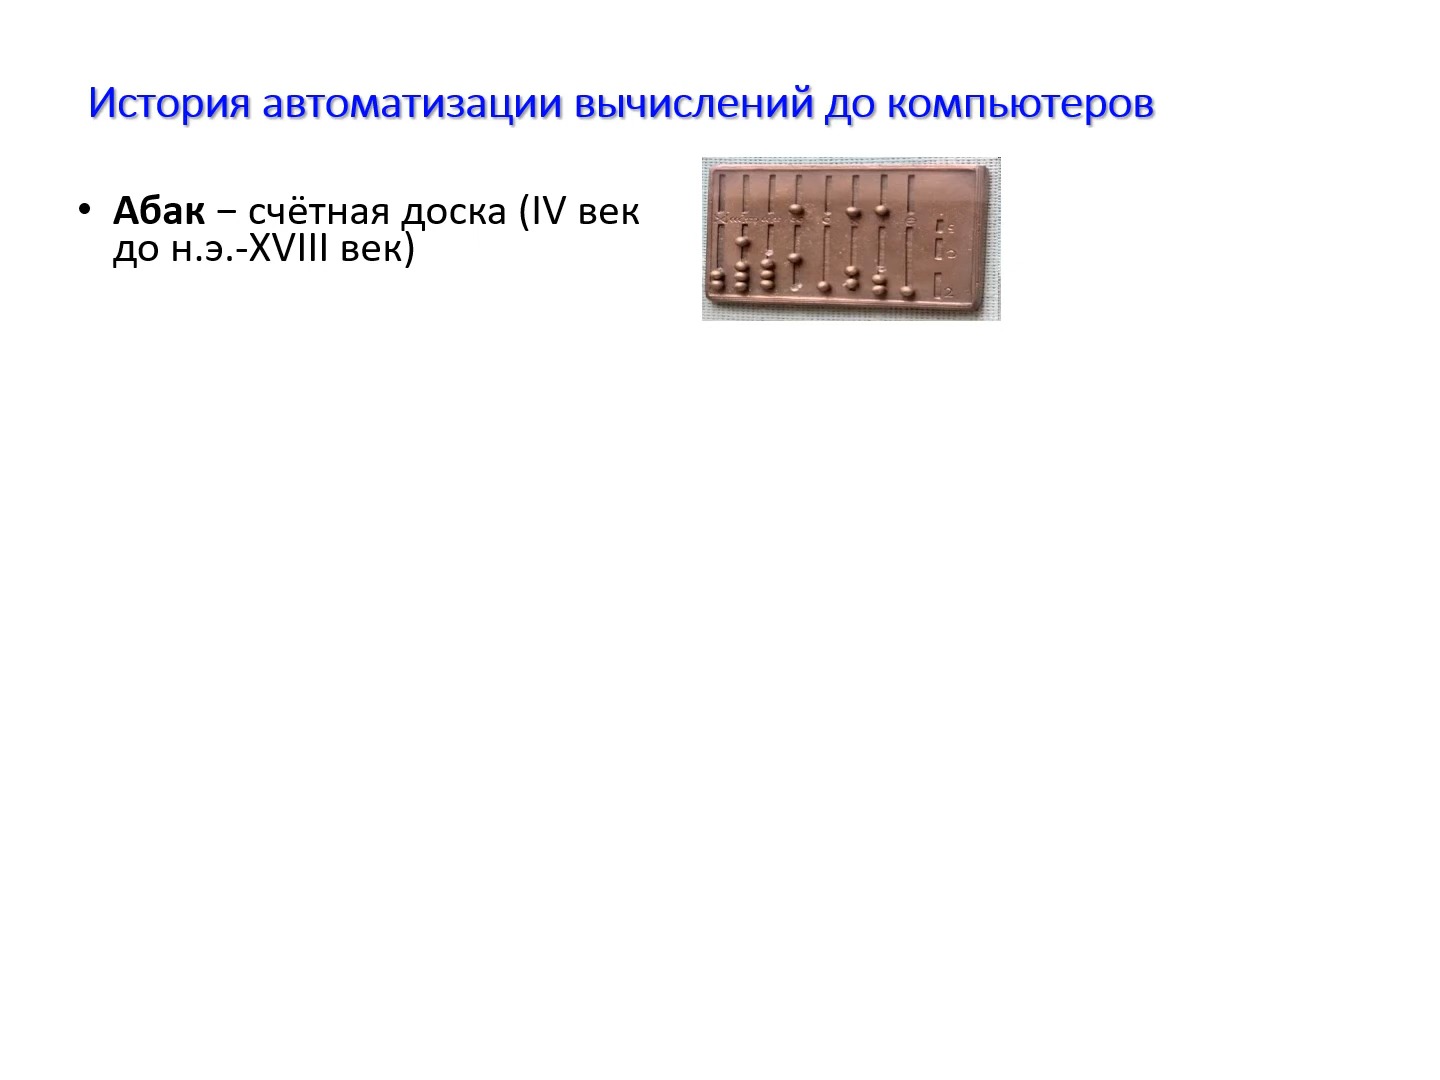 История автоматизации вычислений до компьютеров
• Абак – счётная доска (IV век
до н.э.-XVIII век)